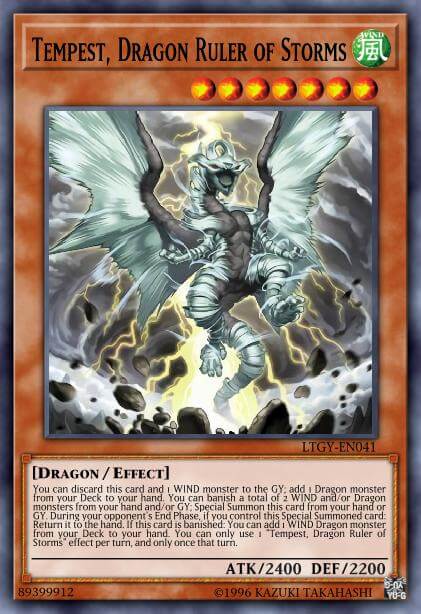 TEMPEST, DRAGON RULER OF STORMS
WIND
風
LTGY-EN041
[DRAGON / EFFECT]
You can discard this card and 1 WIND monster to the GY; add 1 Dragon monster
from your Deck to your hand. You can banish a total of 2 WIND and/or Dragon
monsters from your hand and/or GY; Special Summon this card from your hand or
GY. During your opponent's End Phase, if you control this Special Summoned card:
Return it to the hand. If this card is banished: You can add 1 WIND Dragon monster
from your Deck to your hand. You can only use 1 "Tempest, Dragon Ruler of
Storms" effect per turn, and only once that turn.
ATK/2400 DEF/2200
89399912
©1996 KAZUKI TAKAHASHI